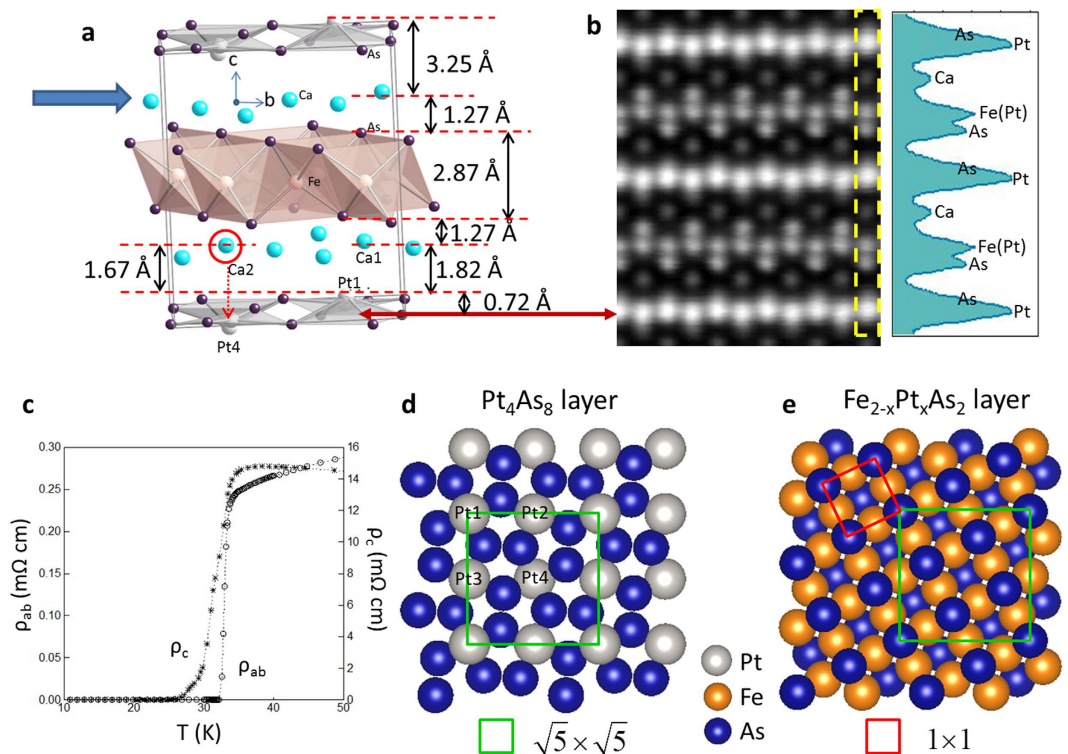 a
As
3.25 Å
c
b
Ca
1.27 Å
As
Fe
2.87 Å
1.27 Å
1.67 Å
Ca2
Ca1
1.82 Å
Pt1
0.72 Å
Pt4
b
As
Pt
Ca
Fe(Pt)
As
Pt
Ca
Fe(Pt)
As
As
Pt
c
0.30
0.25
0.20
0.15
0.10
0.05
0.00
ρab (mΩ cm)
10
20
30
40
50
T (K)
16
14
12
10
8
6
4
2
0
ρc (mΩ cm)
ρc
ρab
d
Pt₄As₈ layer
Pt1
Pt2
Pt3
Pt4
√5 × √5
Pt
Fe
As
e
Fe₂₋ₓPtₓAs₂ layer
1×1